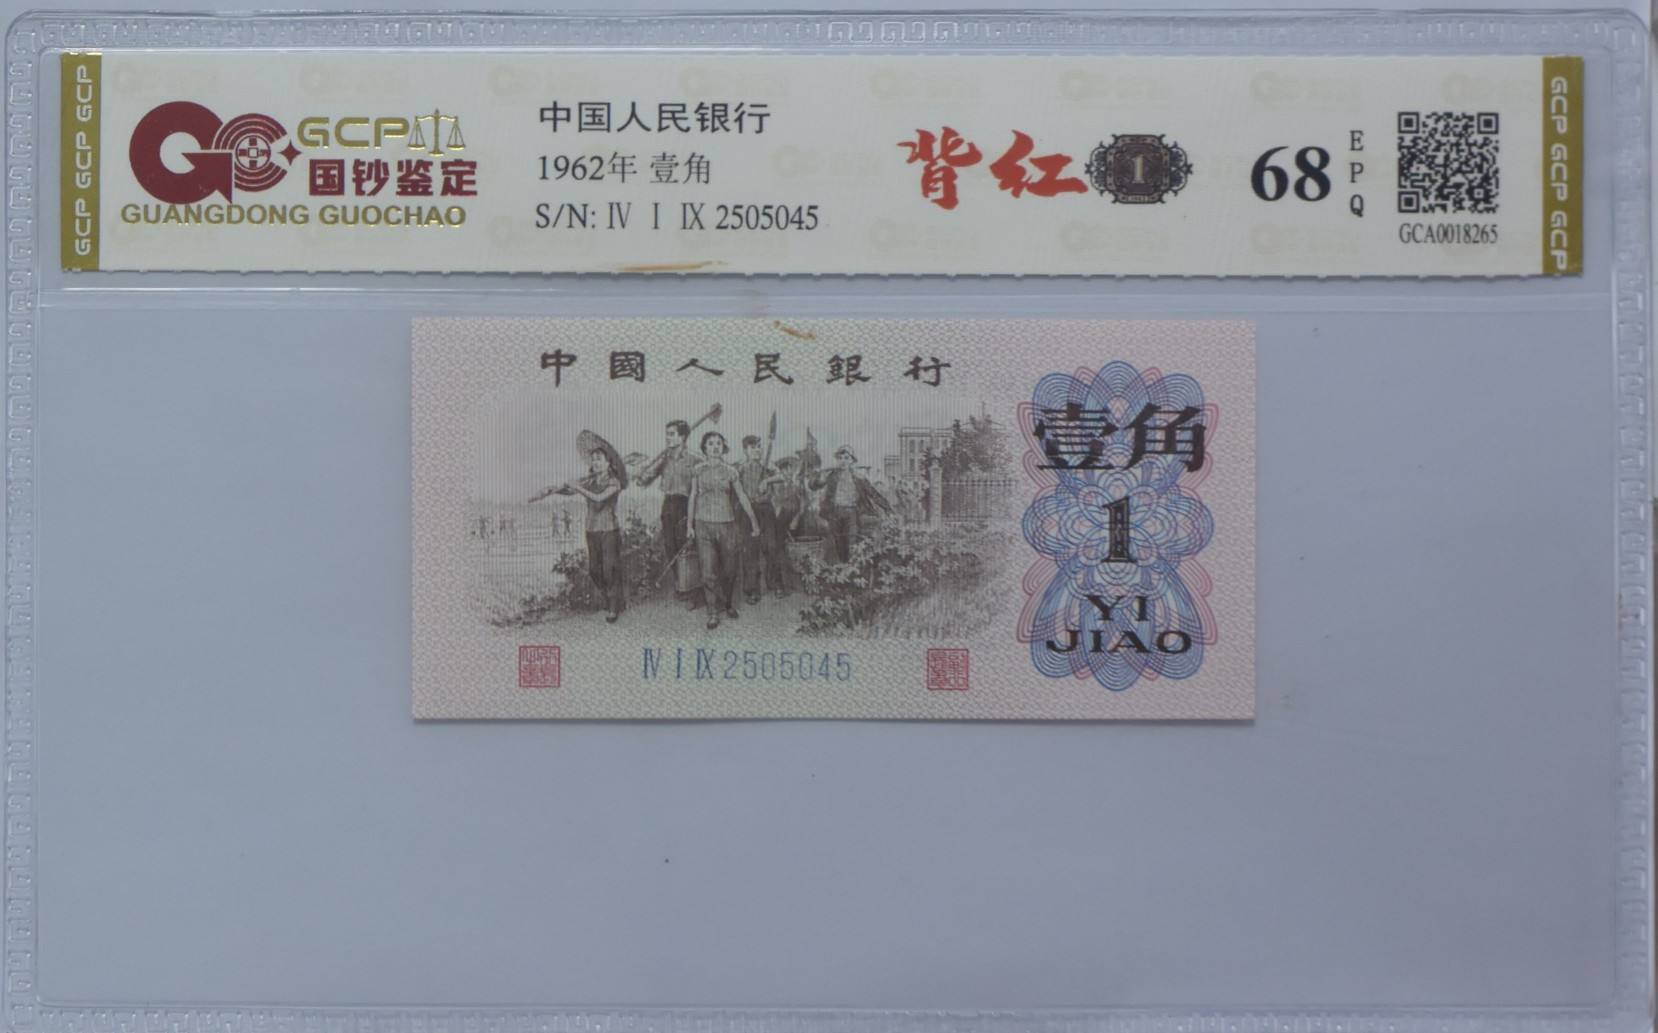 GCP GCP GCP
GCP
国钞鉴定
GUANGDONG GUOCHAO
中国人民银行
1962年 壹角
S/N: Ⅳ Ⅰ Ⅸ 2505045
背红
1
68
EPQ
GCA0018265
GCP GCP GCP
中國人民銀行
壹角
1
YI
JIAO
Ⅳ Ⅰ Ⅸ 2505045